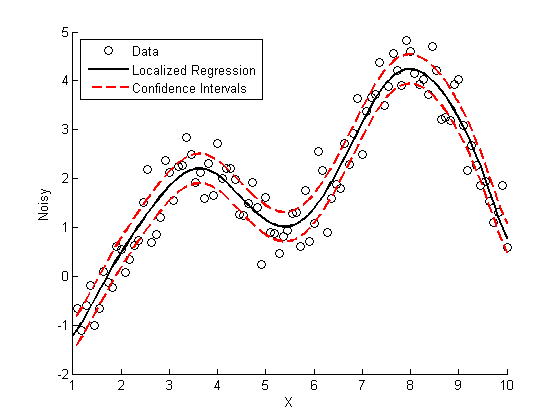 5
4
3
2
1
0
-1
-2
Noisy
Data
Localized Regression
Confidence Intervals
1 2 3 4 5 6 7 8 9 10
X